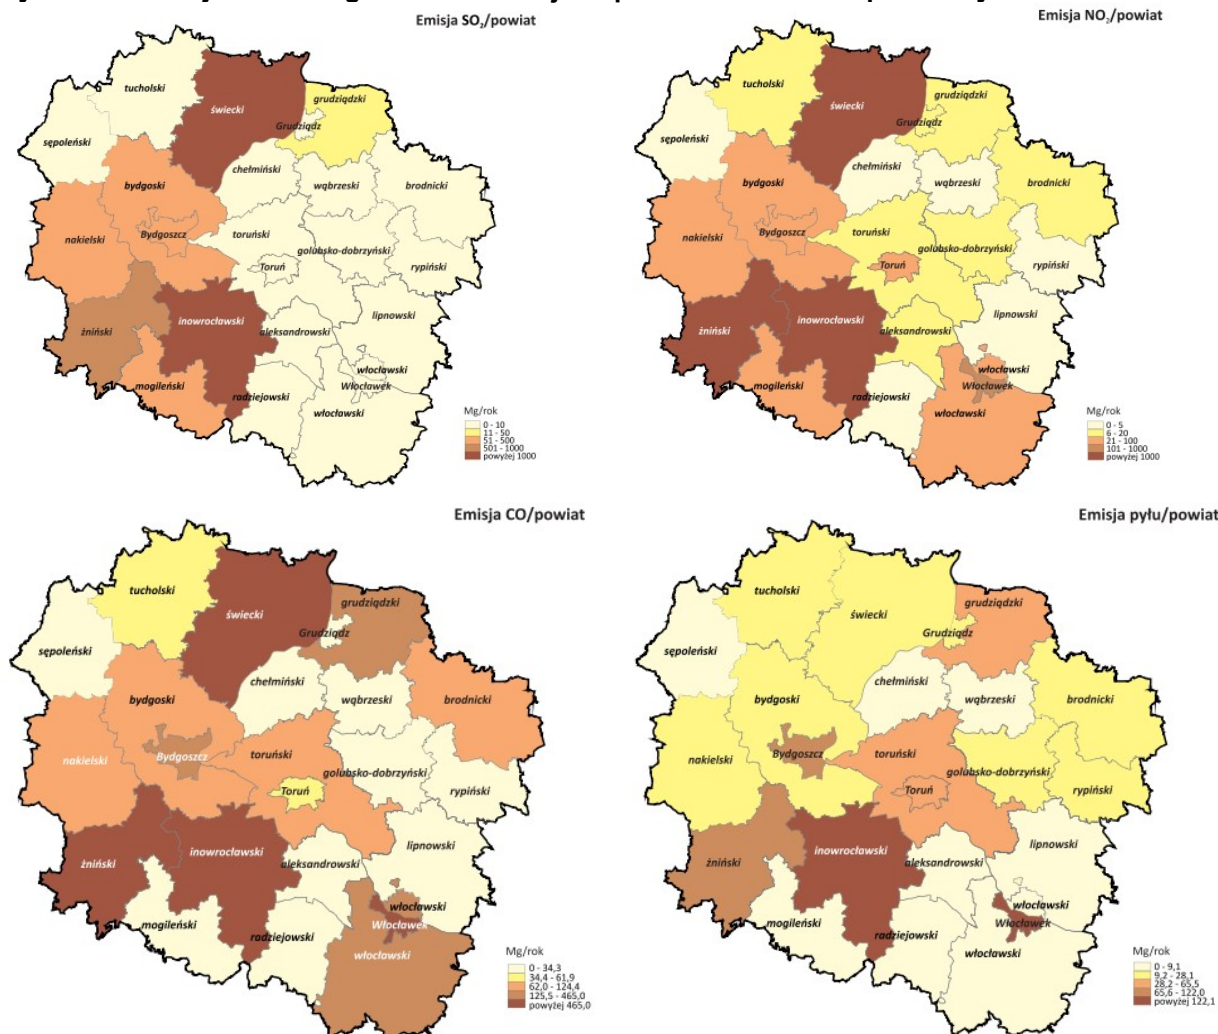 Emisja SO₂/powiat
tucholski
świecki
grudziądzki
Grudziądz
sępoleński
chełmiński
wąbrzeski
brodnicki
bydgoski
Bydgoszcz
nakielski
toruński
golubsko-dobrzyński
rypiński
Toruń
żniński
inowrocławski
aleksandrowski
lipnowski
mogileński
radziejowski
włocławski
Włocławek
włocławski
Mg/rok
0 - 10
11 - 50
51 - 500
501 - 1000
powyżej 1000
Emisja NO₂/powiat
tucholski
świecki
grudziądzki
Grudziądz
sępoleński
chełmiński
wąbrzeski
brodnicki
bydgoski
Bydgoszcz
nakielski
toruński
golubsko-dobrzyński
rypiński
Toruń
żniński
inowrocławski
aleksandrowski
lipnowski
mogileński
radziejowski
włocławski
Włocławek
włocławski
Mg/rok
0 - 5
6 - 20
21 - 100
101 - 1000
powyżej 1000
Emisja CO/powiat
tucholski
świecki
grudziądzki
Grudziądz
sępoleński
chełmiński
wąbrzeski
brodnicki
bydgoski
Bydgoszcz
nakielski
toruński
golubsko-dobrzyński
rypiński
Toruń
żniński
inowrocławski
aleksandrowski
lipnowski
mogileński
radziejowski
włocławski
Włocławek
włocławski
Mg/rok
0 - 34,3
34,4 - 61,9
62,0 - 124,4
125,5 - 465,0
powyżej 465,0
Emisja pyłu/powiat
tucholski
świecki
grudziądzki
Grudziądz
sępoleński
chełmiński
wąbrzeski
brodnicki
bydgoski
Bydgoszcz
nakielski
toruński
golubsko-dobrzyński
rypiński
Toruń
żniński
inowrocławski
aleksandrowski
lipnowski
mogileński
radziejowski
włocławski
Włocławek
włocławski
Mg/rok
0 - 9,1
9,2 - 28,1
28,2 - 65,5
65,6 - 122,0
powyżej 122,1